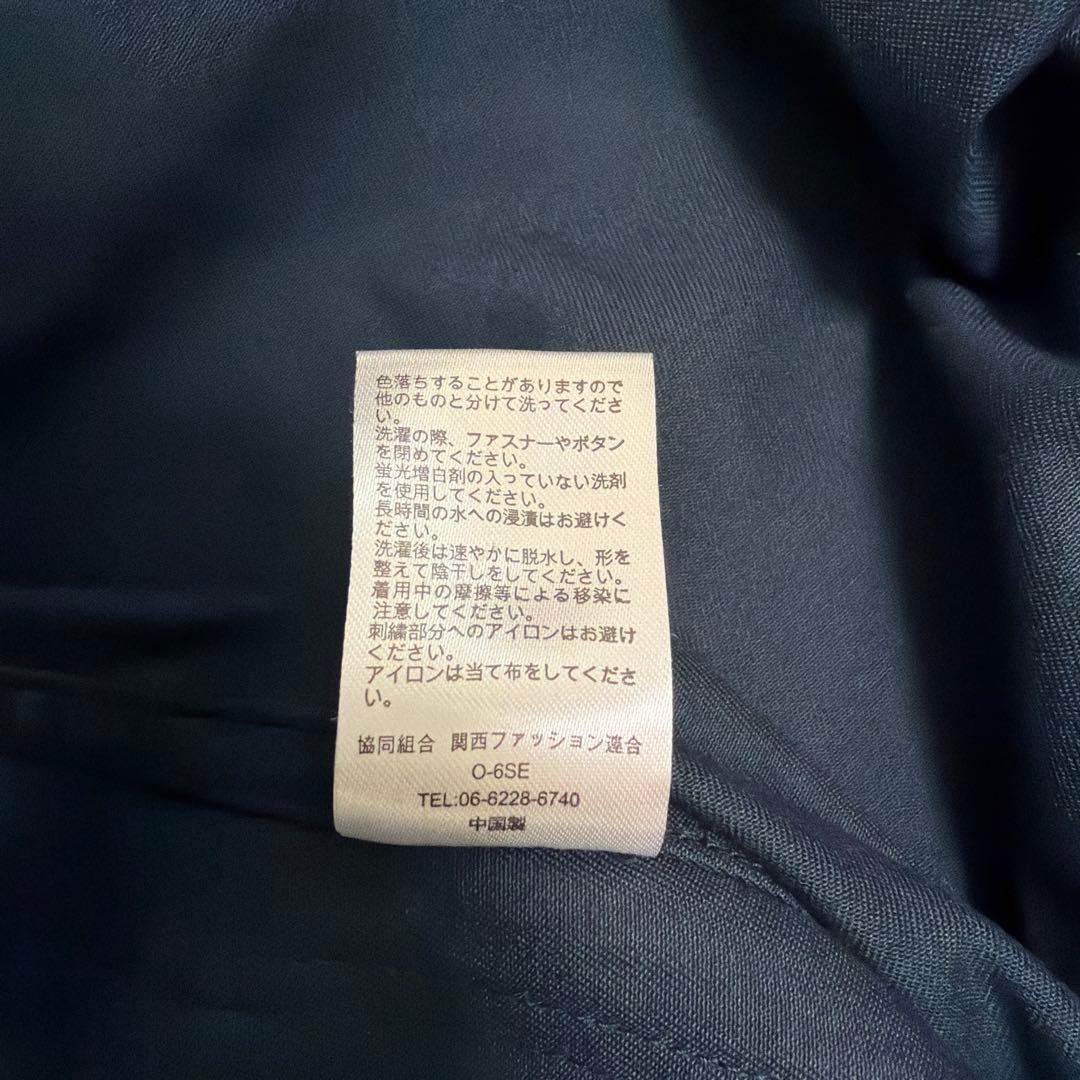 色落ちすることがありますので
他のものと分けて洗ってくださ
い。
洗濯の際、ファスナーやボタン
を閉めてください。
蛍光増白剤の入っていない洗剤
を使用してください。
長時間の水への浸漬はお避けく
ださい。
洗濯後は速やかに脱水し、形を
整えて陰干しをしてください。
着用中の摩擦等による移染に
注意してください。
刺繍部分へのアイロンはお避け
ください。
アイロンは当て布をしてくださ
い。
協同組合 関西ファッション連合
O-6SE
TEL:06-6228-6740
中国製